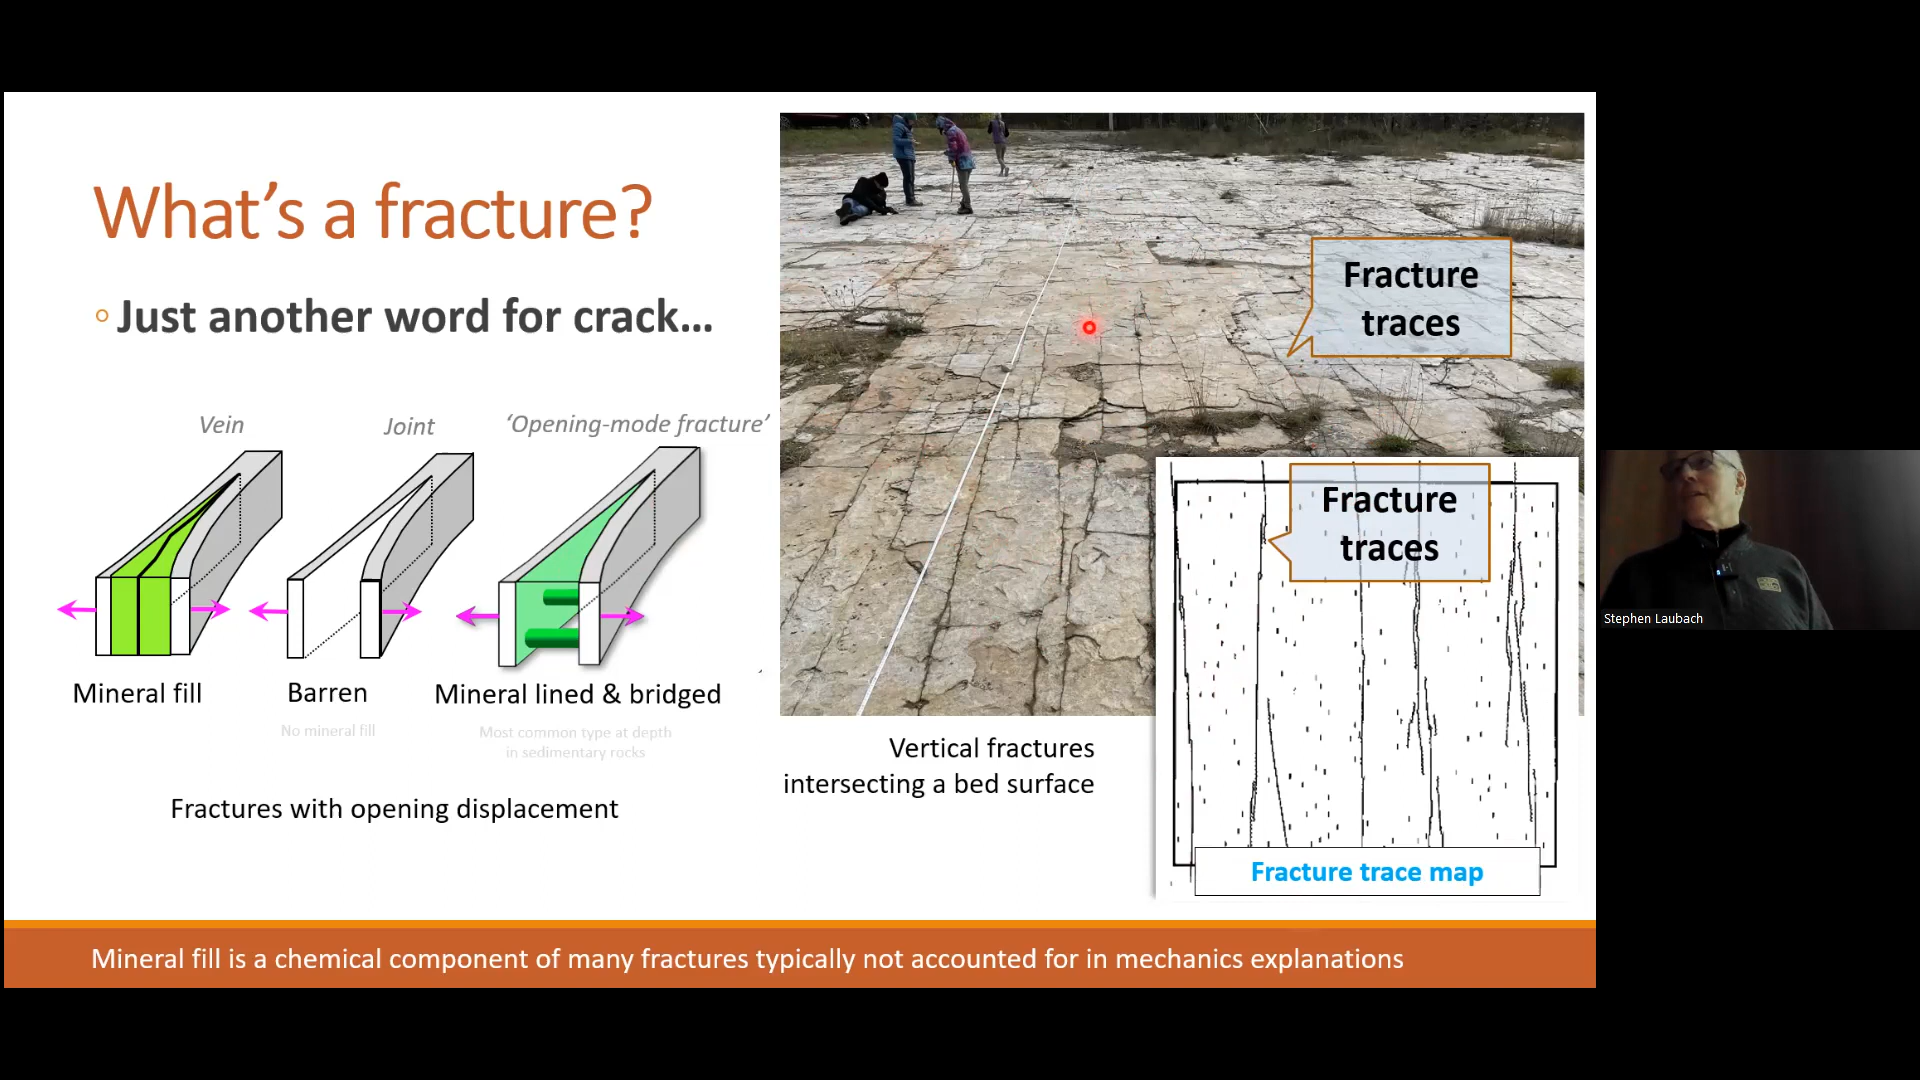 What's a fracture?
Just another word for crack...
Vein
Joint
'Opening-mode fracture'
Mineral fill
Barren
Mineral lined & bridged
No mineral fill
Most common type at depth
in sedimentary rocks
Fractures with opening displacement
Fracture
traces
Fracture
traces
Vertical fractures
intersecting a bed surface
Fracture trace map
Mineral fill is a chemical component of many fractures typically not accounted for in mechanics explanations
Stephen Laubach